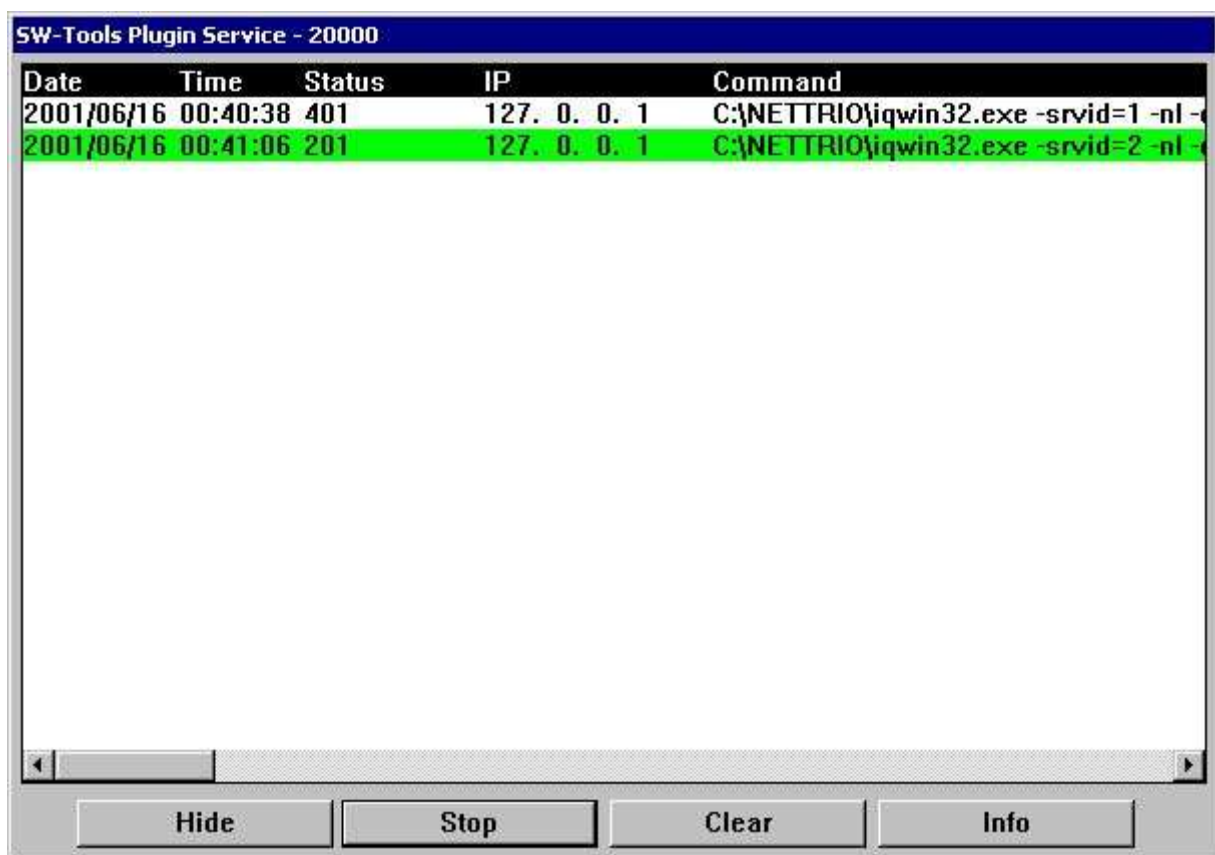 SW-Tools Plugin Service - 20000
Date Time Status IP Command
2001/06/16 00:40:38 401 127. 0. 0. 1 C:\NETTRIO\iqwin32.exe -srvid=1 -nl -
2001/06/16 00:41:06 201 127. 0. 0. 1 C:\NETTRIO\iqwin32.exe -srvid=2 -nl -
Hide Stop Clear Info